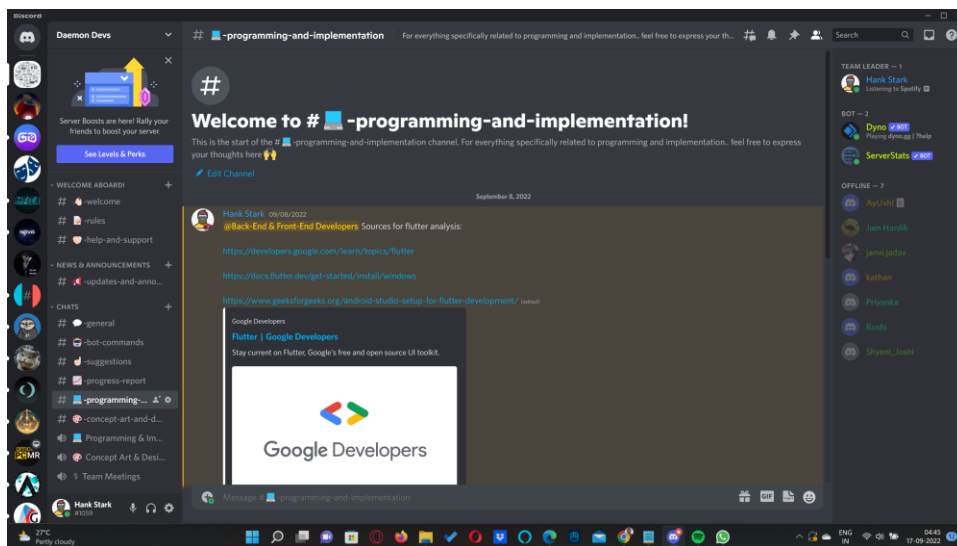 Discord
Daemon Devs
Server Boosts are here! Rally your
friends to boost your server.
See Levels & Perks
WELCOME ABOARD!
# 👋-welcome
# 📝-rules
# 🤎-help-and-support
NEWS & ANNOUNCEMENTS
# 📢-updates-and-anno...
CHATS
# 💬-general
-bot-commands
# ☝-suggestions
# 📈-progress-report
# 💻-programming-...
# 🎨-concept-art-and-d...
💻 Programming & Im...
🎨 Concept Art & Desi...
Team Meetings
Hank Stark
#1059
# 💻-programming-and-implementation
For everything specifically related to programming and implementation.. feel free to express your th...
Search
#
Welcome to # 💻-programming-and-implementation!
This is the start of the # 💻-programming-and-implementation channel. For everything specifically related to programming and implementation.. feel free to express
your thoughts here 🙌
Edit Channel
September 8, 2022
Hank Stark 09/08/2022
@Back-End & Front-End Developers Sources for flutter analysis:
https://developers.google.com/learn/topics/flutter
https://docs.flutter.dev/get-started/install/windows
https://www.geeksforgeeks.org/android-studio-setup-for-flutter-development/ (edited)
Google Developers
Flutter | Google Developers
Stay current on Flutter, Google's free and open source UI toolkit.
Google Developers
Message # 💻-programming-and-implementation
GIF
TEAM LEADER — 1
Hank Stark
Listening to Spotify
BOT — 2
Dyno ✔ BOT
Playing dyno.gg | ?help
ServerStats ✔ BOT
OFFLINE — 7
AyUsh!
Jain Hardik
janvi jadav
kathan
Priyanka
Rushi
Shyeni_Joshi
27°C
Partly cloudy
ENG
IN
04:45
17-09-2022